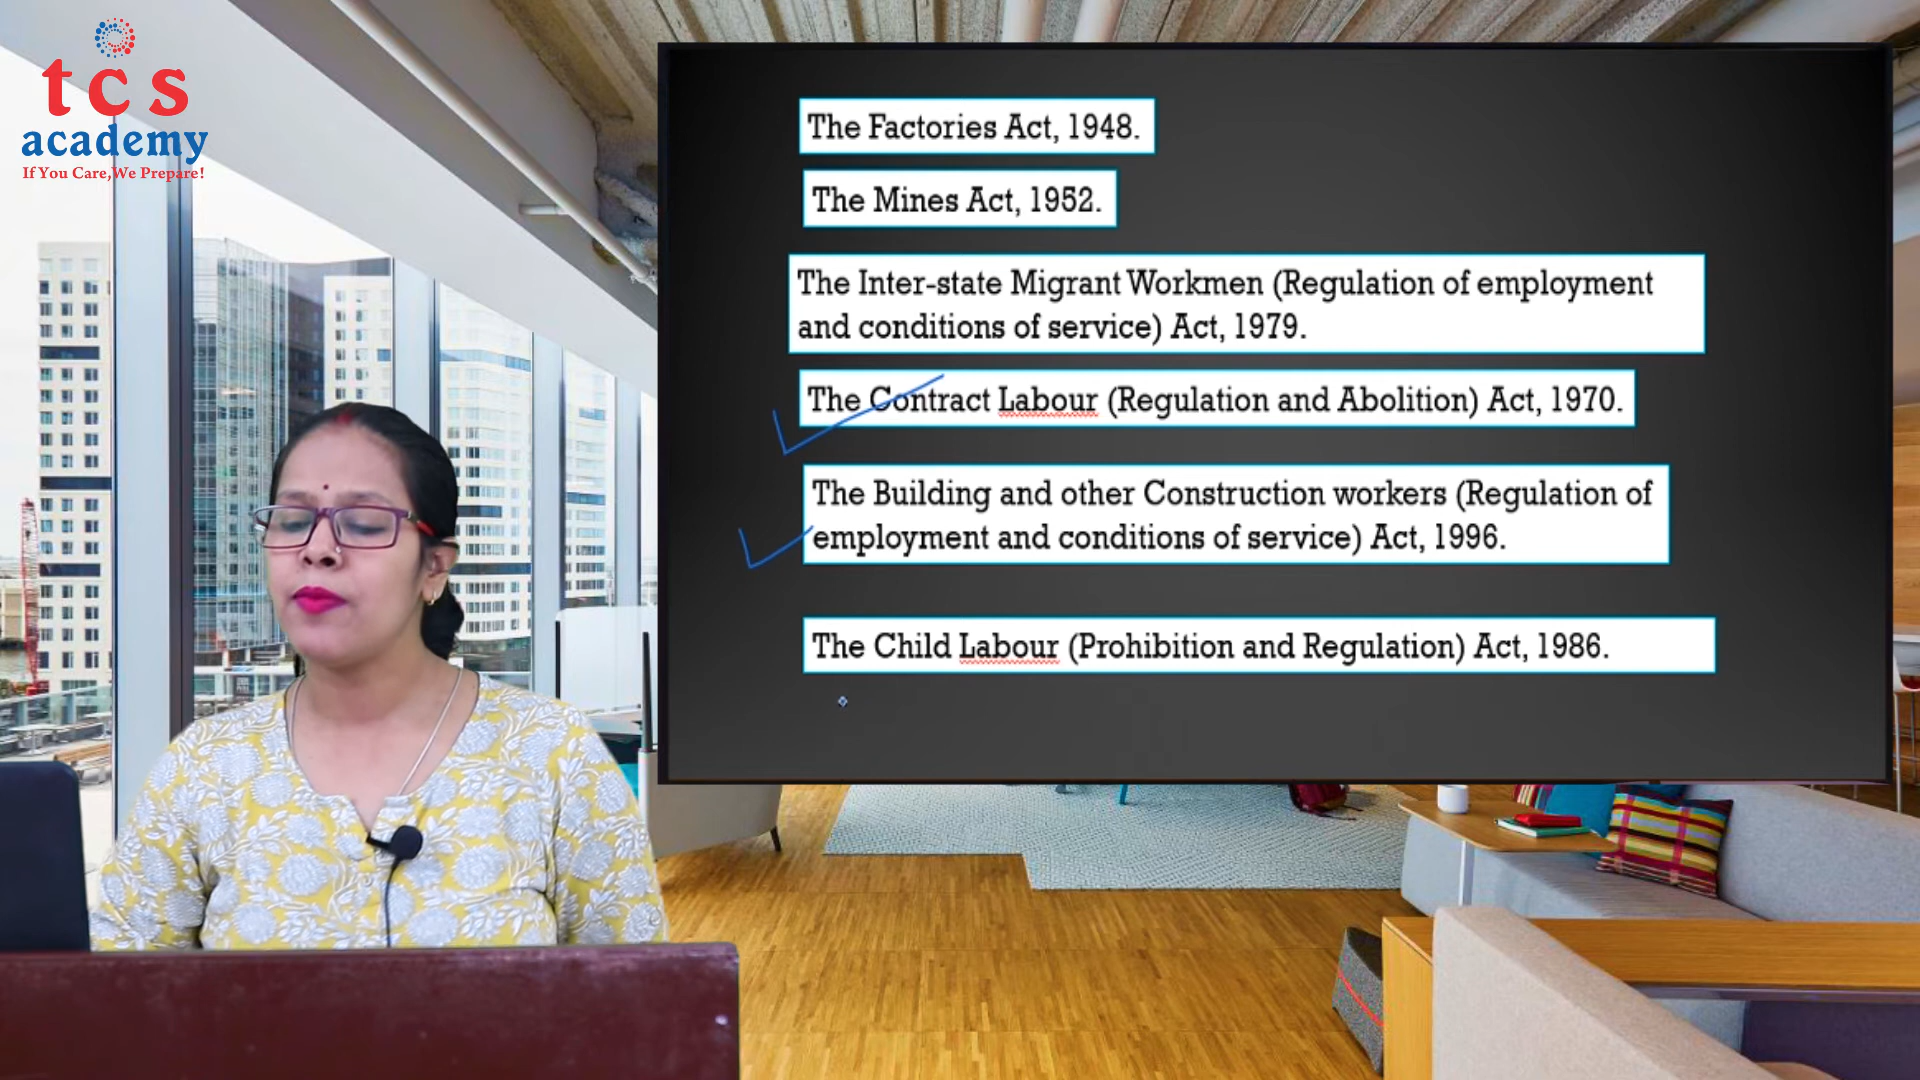 tcs
academy
If You Care,We Prepare!
The Factories Act, 1948.
The Mines Act, 1952.
The Inter-state Migrant Workmen (Regulation of employment
and conditions of service) Act, 1979.
The Contract Labour (Regulation and Abolition) Act, 1970.
The Building and other Construction workers (Regulation of
employment and conditions of service) Act, 1996.
The Child Labour (Prohibition and Regulation) Act, 1986.